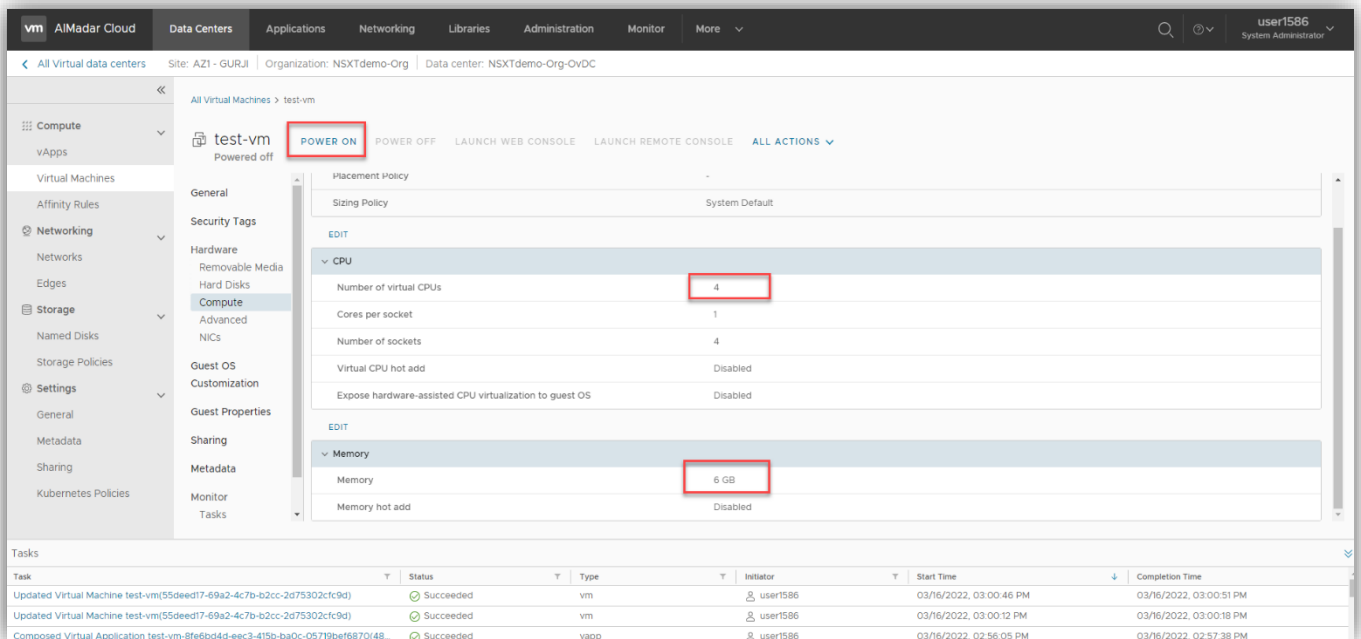 vm AlMadar Cloud Data Centers Applications Networking Libraries Administration Monitor More user1586
System Administrator
All Virtual data centers Site: AZ1 - GURJI Organization: NSXTdemo-Org Data center: NSXTdemo-Org-OvDC
All Virtual Machines > test-vm
Compute
vApps
Virtual Machines
Affinity Rules
Networking
Networks
Edges
Storage
Named Disks
Storage Policies
Settings
General
Metadata
Sharing
Kubernetes Policies
test-vm POWER ON POWER OFF LAUNCH WEB CONSOLE LAUNCH REMOTE CONSOLE ALL ACTIONS
Powered off
General
Security Tags
Hardware
Removable Media
Hard Disks
Compute
Advanced
NICs
Guest OS
Customization
Guest Properties
Sharing
Metadata
Monitor
Tasks
Placement Policy -
Sizing Policy System Default
EDIT
CPU
Number of virtual CPUs 4
Cores per socket 1
Number of sockets 4
Virtual CPU hot add Disabled
Expose hardware-assisted CPU virtualization to guest OS Disabled
EDIT
Memory
Memory 6 GB
Memory hot add Disabled
Tasks
Task Status Type Initiator Start Time Completion Time
Updated Virtual Machine test-vm(55deed17-69a2-4c7b-b2cc-2d75302cfc9d) Succeeded vm user1586 03/16/2022, 03:00:46 PM 03/16/2022, 03:00:51 PM
Updated Virtual Machine test-vm(55deed17-69a2-4c7b-b2cc-2d75302cfc9d) Succeeded vm user1586 03/16/2022, 03:00:12 PM 03/16/2022, 03:00:18 PM
Composed Virtual Application test-vm-8fe6bd4d-eec3-415b-ba0c-05719bef6870(48... Succeeded vapp user1586 03/16/2022, 02:56:05 PM 03/16/2022, 02:57:38 PM